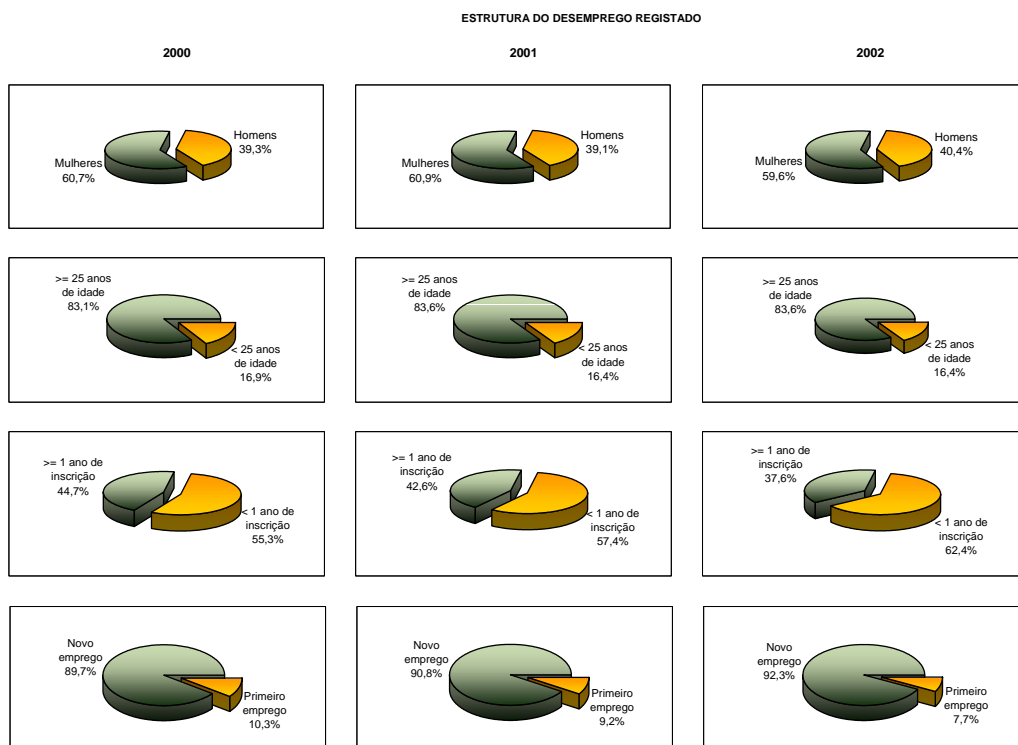 ESTRUTURA DO DESEMPREGO REGISTADO
2000
2001
2002
Homens
39,3%
Mulheres
60,7%
Homens
39,1%
Mulheres
60,9%
Homens
40,4%
Mulheres
59,6%
>= 25 anos
de idade
83,1%
< 25 anos
de idade
16,9%
>= 25 anos
de idade
83,6%
< 25 anos
de idade
16,4%
>= 25 anos
de idade
83,6%
< 25 anos
de idade
16,4%
>= 1 ano de
inscrição
44,7%
< 1 ano de
inscrição
55,3%
>= 1 ano de
inscrição
42,6%
< 1 ano de
inscrição
57,4%
>= 1 ano de
inscrição
37,6%
< 1 ano de
inscrição
62,4%
Novo
emprego
89,7%
Primeiro
emprego
10,3%
Novo
emprego
90,8%
Primeiro
emprego
9,2%
Novo
emprego
92,3%
Primeiro
emprego
7,7%